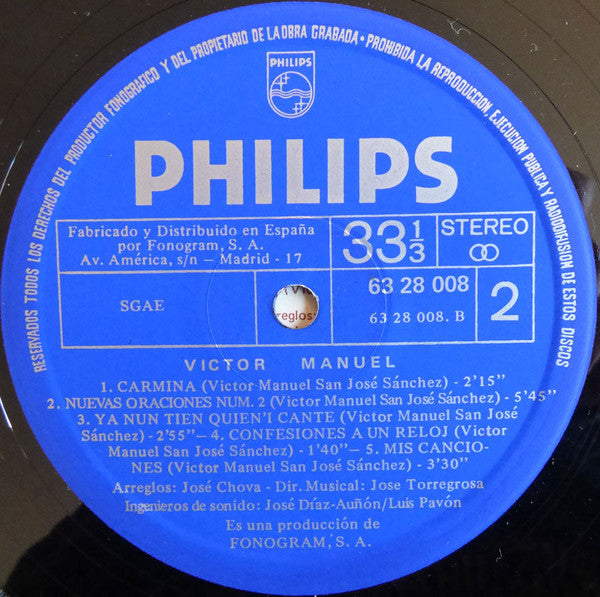 RESERVADOS TODOS LOS DERECHOS DEL PRODUCTOR FONOGRAFICO Y DEL PROPIETARIO DE LA OBRA GRABADA • PROHIBIDA LA REPRODUCCION, EJECUCION PUBLICA Y RADIODIFUSION DE ESTOS DISCOS
PHILIPS
PHILIPS
Fabricado y Distribuido en España
por Fonogram, S. A.
Av. América, s/n — Madrid - 17
33 1/3
STEREO
SGAE
reglos:
63 28 008
63 28 008. B
2
VICTOR MANUEL
1. CARMINA (Victor Manuel San José Sánchez) - 2'15''
2. NUEVAS ORACIONES NUM. 2 (Victor Manuel San José Sánchez) - 5'45''
3. YA NUN TIEN QUIEN'I CANTE (Victor Manuel San José
Sánchez) - 2'55''— 4. CONFESIONES A UN RELOJ (Victor
Manuel San José Sánchez) - 1'40''— 5. MIS CANCIO-
NES (Victor Manuel San José Sánchez) - 3'30''
Arreglos: José Chova - Dir. Musical: Jose Torregrosa
Ingenieros de sonido: José Díaz-Auñón/Luis Pavón
Es una producción de
FONOGRAM, S. A.